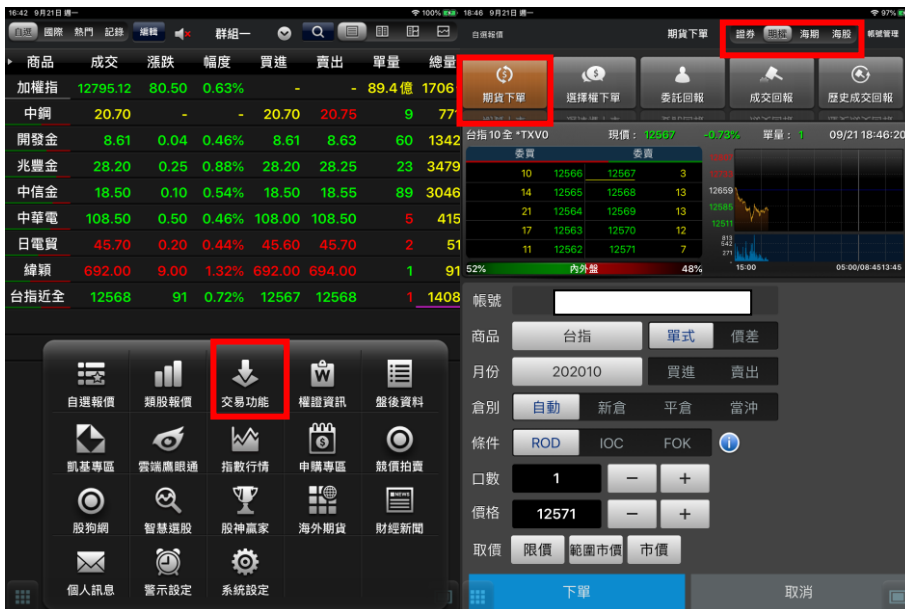 16:42 9月21日 週一
100%
自選 國際 熱門 記錄 編輯 群組一
商品 成交 漲跌 幅度 買進 賣出 單量 總量
加權指 12795.12 80.50 0.63% - - 89.4億 1706
中鋼 20.70 20.70 20.75 9 771
開發金 8.61 0.04 0.46% 8.61 8.63 60 1342
兆豐金 28.20 0.25 0.88% 28.20 28.25 23 3479
中信金 18.50 0.10 0.54% 18.50 18.55 89 3046
中華電 108.50 0.50 0.46% 108.00 108.50 5 415
日電貿 45.70 0.20 0.44% 45.60 45.70 2 51
緯穎 692.00 9.00 1.32% 692.00 694.00 1 91
台指近全 12568 91 0.72% 12567 12568 1 1408
自選報價 類股報價 交易功能 權證資訊 盤後資料
凱基專區 雲端鷹眼通 指數行情 申購專區 競價拍賣
股狗網 智慧選股 股神贏家 海外期貨 財經新聞
個人訊息 警示設定 系統設定
18:46 9月21日 週一
97%
自選報價 期貨下單 證券 期權 海期 海股 帳號管理
期貨下單 選擇權下單 委託回報 成交回報 歷史成交回報
台指10全 *TXV0 現價: 12567 -0.73% 單量: 1 09/21 18:46:20
委買 委賣
10 12566 12567 3
14 12565 12568 13
21 12564 12569 13
17 12563 12570 12
11 12562 12571 7
52% 內外盤 48%
12659
12585
12511
813
542
271
15:00 05:00/08:4513:45
帳號
商品 台指 單式 價差
月份 202010 買進 賣出
倉別 自動 新倉 平倉 當沖
條件 ROD IOC FOK i
口數 1 - +
價格 12571 - +
取價 限價 範圍市價 市價
下單 取消